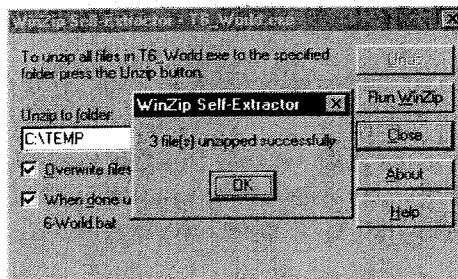 WinZip Self-Extractor - T6_World.exe
To unzip all files in T6_World.exe to the specified
folder press the Unzip button.
Unzip to folder:
C:\TEMP
Overwrite files
When done u
6-World.bat
Unzip
Run WinZip
Close
About
Help
WinZip Self-Extractor
3 file(s) unzipped successfully
OK